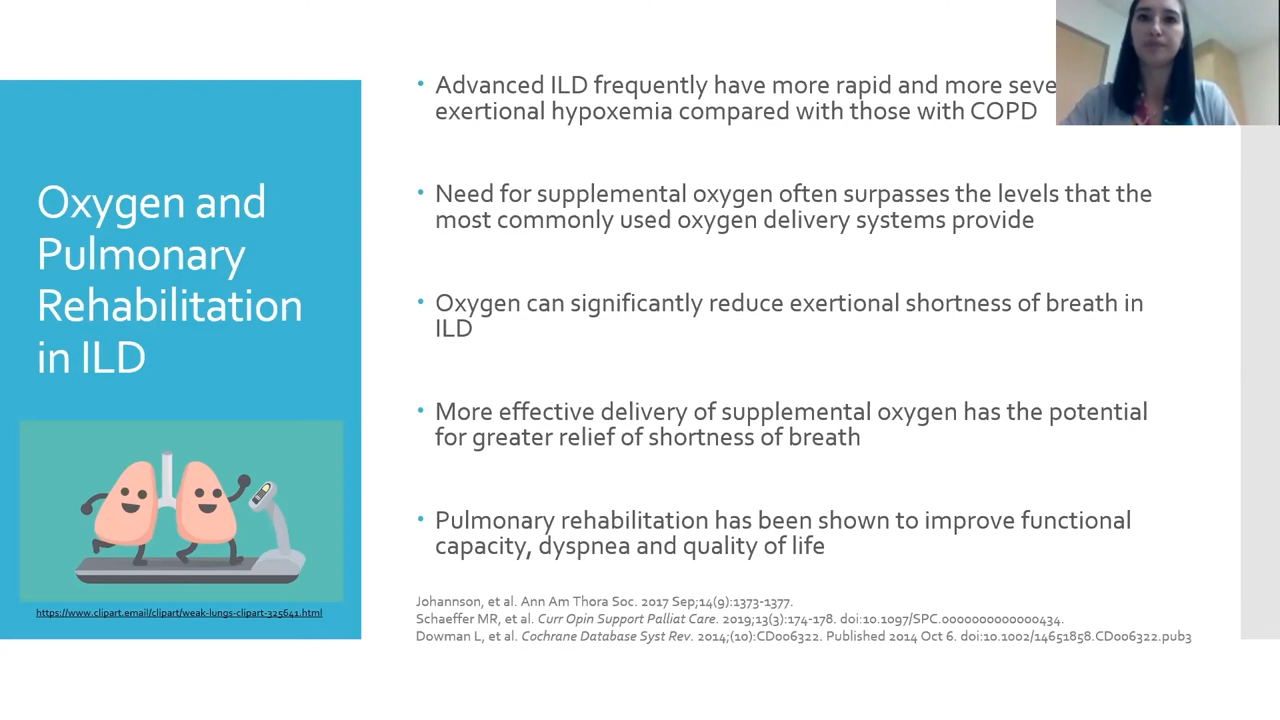 Oxygen and
Pulmonary
Rehabilitation
in ILD
https://www.clipart.email/clipart/weak-lungs-clipart-325641.html
• Advanced ILD frequently have more rapid and more seve
exertional hypoxemia compared with those with COPD
• Need for supplemental oxygen often surpasses the levels that the
most commonly used oxygen delivery systems provide
• Oxygen can significantly reduce exertional shortness of breath in
ILD
• More effective delivery of supplemental oxygen has the potential
for greater relief of shortness of breath
• Pulmonary rehabilitation has been shown to improve functional
capacity, dyspnea and quality of life
Johannson, et al. Ann Am Thora Soc. 2017 Sep;14(9):1373-1377.
Schaeffer MR, et al. Curr Opin Support Palliat Care. 2019;13(3):174-178. doi:10.1097/SPC.0000000000000434.
Dowman L, et al. Cochrane Database Syst Rev. 2014;(10):CD006322. Published 2014 Oct 6. doi:10.1002/14651858.CD006322.pub3